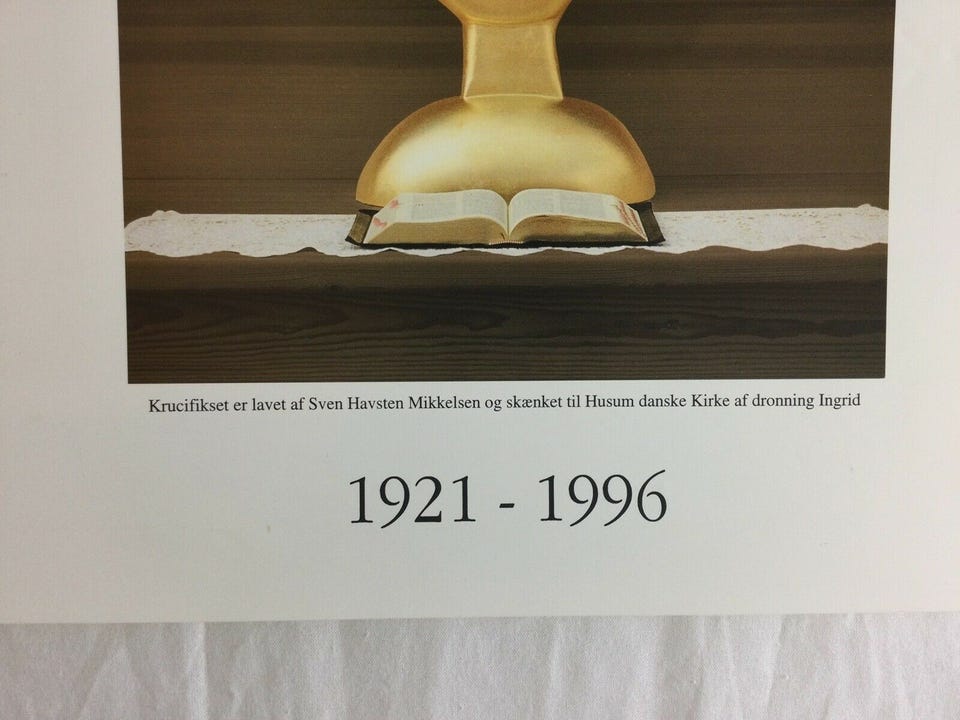 Krucifikset er lavet af Sven Havsten Mikkelsen og skænket til Husum danske Kirke af dronning Ingrid
1921 - 1996